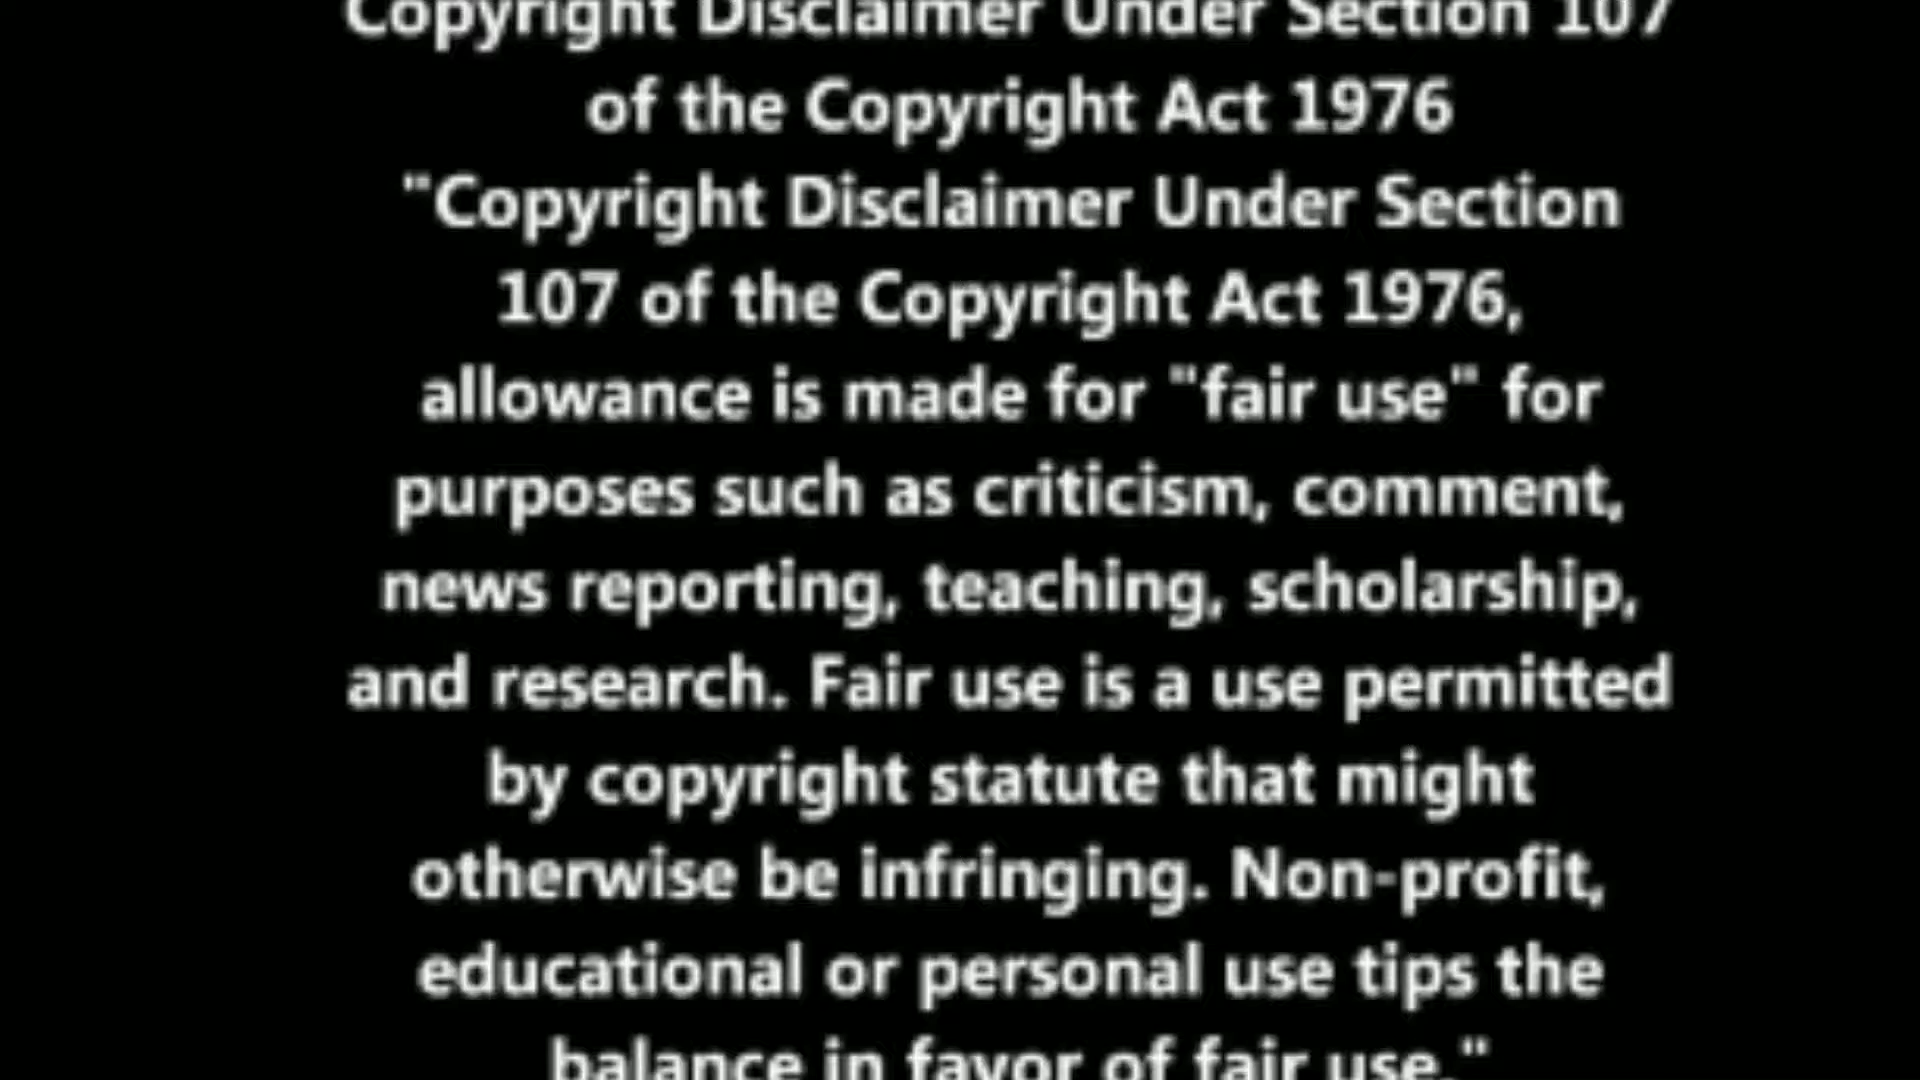 Copyright Disclaimer Under Section 107
of the Copyright Act 1976
"Copyright Disclaimer Under Section
107 of the Copyright Act 1976,
allowance is made for "fair use" for
purposes such as criticism, comment,
news reporting, teaching, scholarship,
and research. Fair use is a use permitted
by copyright statute that might
otherwise be infringing. Non-profit,
educational or personal use tips the
balance in favor of fair use."